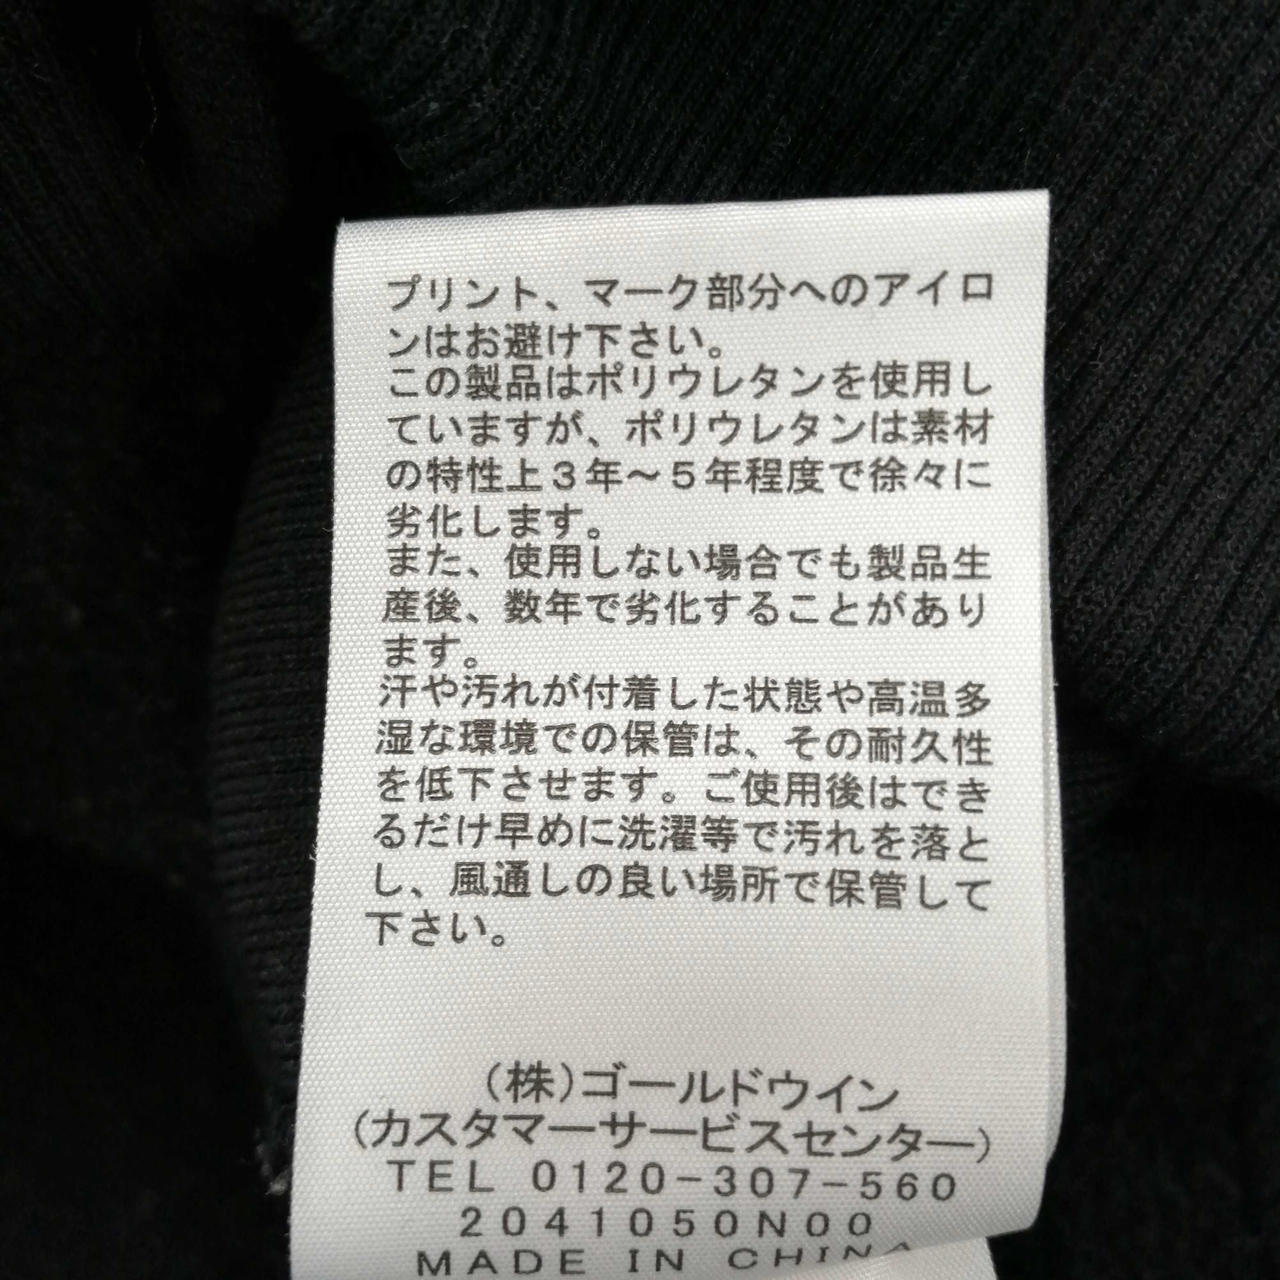 プリント、マーク部分へのアイロ
ンはお避け下さい。
この製品はポリウレタンを使用し
ていますが、ポリウレタンは素材
の特性上３年〜５年程度で徐々に
劣化します。
また、使用しない場合でも製品生
産後、数年で劣化することがあり
ます。
汗や汚れが付着した状態や高温多
湿な環境での保管は、その耐久性
を低下させます。ご使用後はでき
るだけ早めに洗濯等で汚れを落と
し、風通しの良い場所で保管して
下さい。
(株)ゴールドウイン
(カスタマーサービスセンター)
TEL 0120-307-560
2041050N00
MADE IN CHINA